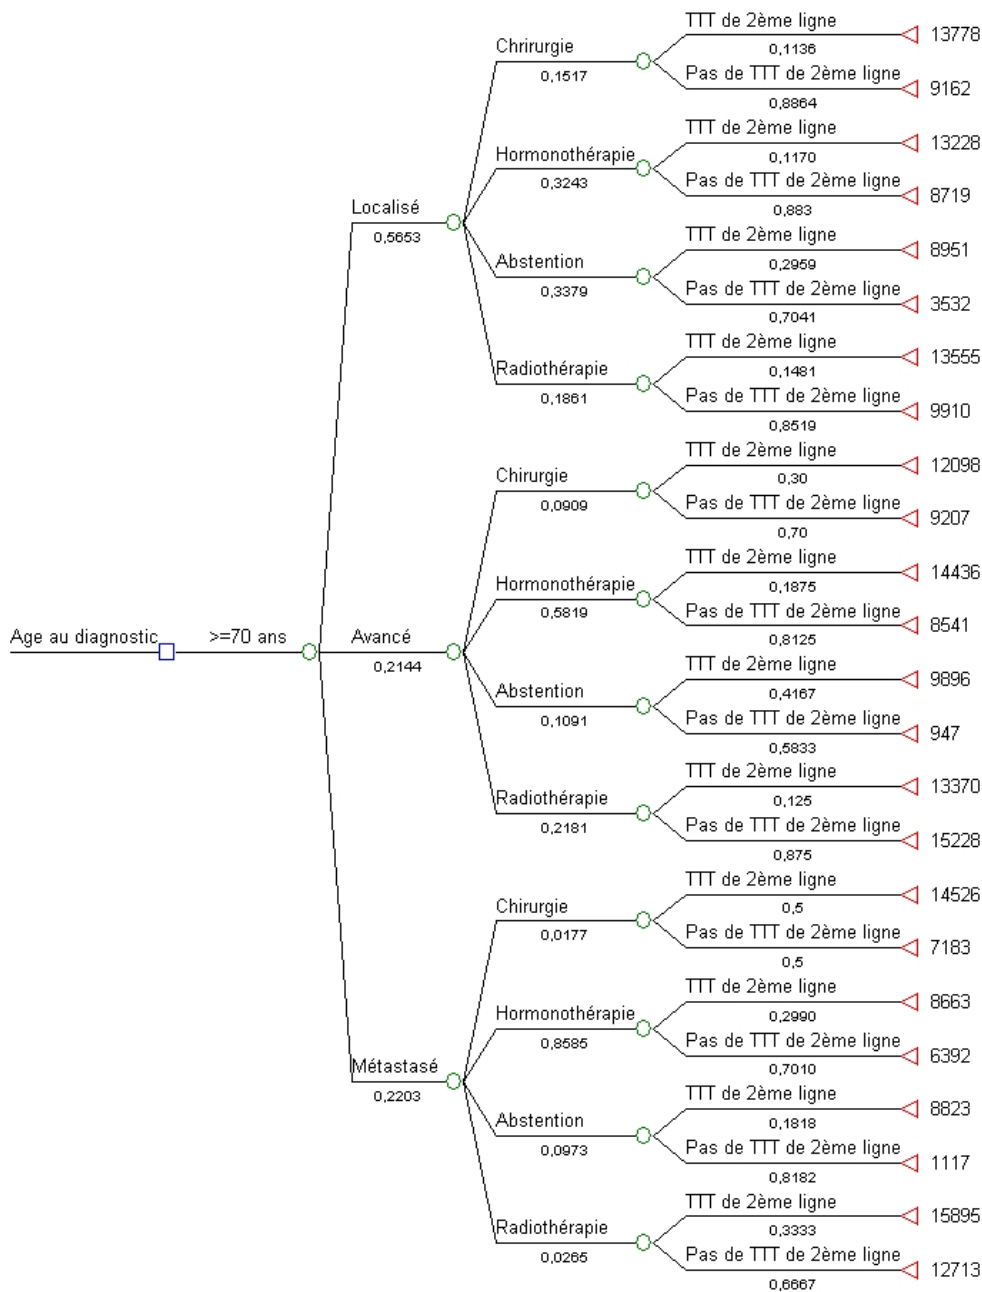 TTT de 2ème ligne
0,1136
13778
Chrirurgie
0,1517
Pas de TTT de 2ème ligne
0,8864
9162
TTT de 2ème ligne
0,1170
13228
Hormonothérapie
0,3243
Pas de TTT de 2ème ligne
0,883
8719
Localisé
0,5653
TTT de 2ème ligne
0,2959
8951
Abstention
0,3379
Pas de TTT de 2ème ligne
0,7041
3532
TTT de 2ème ligne
0,1481
13555
Radiothérapie
0,1861
Pas de TTT de 2ème ligne
0,8519
9910
TTT de 2ème ligne
0,30
12098
Chirurgie
0,0909
Pas de TTT de 2ème ligne
0,70
9207
TTT de 2ème ligne
0,1875
14436
Hormonothérapie
0,5819
Pas de TTT de 2ème ligne
0,8125
8541
Age au diagnostic
>=70 ans
Avancé
0,2144
TTT de 2ème ligne
0,4167
9896
Abstention
0,1091
Pas de TTT de 2ème ligne
0,5833
947
TTT de 2ème ligne
0,125
13370
Radiothérapie
0,2181
Pas de TTT de 2ème ligne
0,875
15228
TTT de 2ème ligne
0,5
14526
Chirurgie
0,0177
Pas de TTT de 2ème ligne
0,5
7183
TTT de 2ème ligne
0,2990
8663
Hormonothérapie
0,8585
Pas de TTT de 2ème ligne
0,7010
6392
Métastasé
0,2203
TTT de 2ème ligne
0,1818
8823
Abstention
0,0973
Pas de TTT de 2ème ligne
0,8182
1117
TTT de 2ème ligne
0,3333
15895
Radiothérapie
0,0265
Pas de TTT de 2ème ligne
0,6667
12713